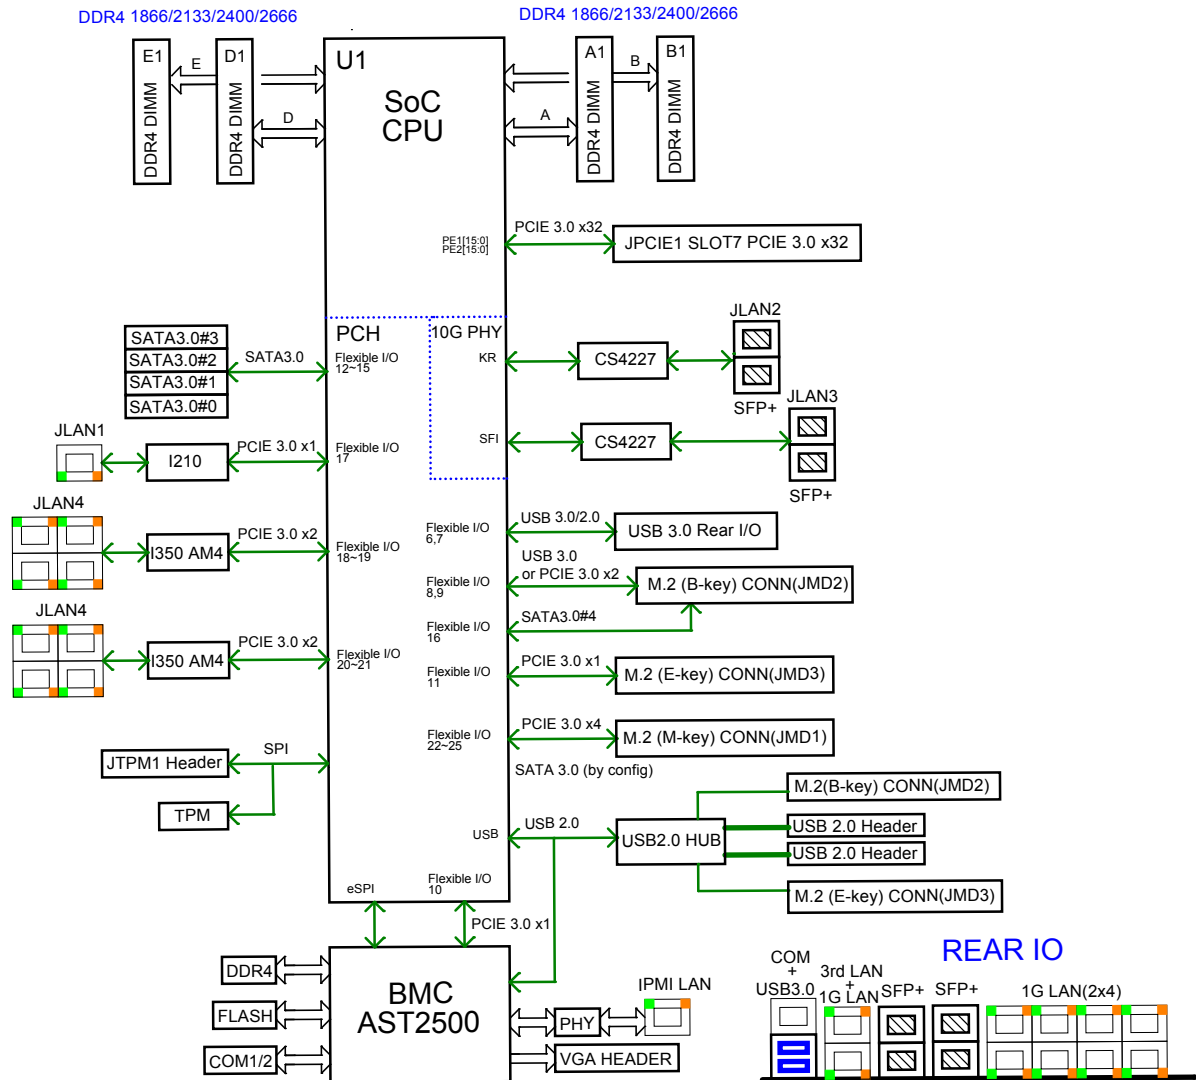 DDR4 1866/2133/2400/2666
DDR4 1866/2133/2400/2666
E1
DDR4 DIMM
E
D1
DDR4 DIMM
D
U1
SoC
CPU
A1
DDR4 DIMM
A
B
B1
DDR4 DIMM
PE1[15:0]
PE2[15:0]
PCIE 3.0 x32
JPCIE1 SLOT7 PCIE 3.0 x32
SATA3.0#3
SATA3.0#2
SATA3.0#1
SATA3.0#0
SATA3.0
PCH
Flexible I/O
12~15
10G PHY
KR
CS4227
JLAN2
SFP+
SFI
CS4227
JLAN3
SFP+
JLAN1
I210
PCIE 3.0 x1
Flexible I/O
17
JLAN4
I350 AM4
PCIE 3.0 x2
Flexible I/O
18~19
JLAN4
I350 AM4
PCIE 3.0 x2
Flexible I/O
20~21
Flexible I/O
6,7
USB 3.0/2.0
USB 3.0 Rear I/O
Flexible I/O
8,9
USB 3.0
or PCIE 3.0 x2
M.2 (B-key) CONN(JMD2)
Flexible I/O
16
SATA3.0#4
Flexible I/O
11
PCIE 3.0 x1
M.2 (E-key) CONN(JMD3)
Flexible I/O
22~25
PCIE 3.0 x4
M.2 (M-key) CONN(JMD1)
SATA 3.0 (by config)
JTPM1 Header
SPI
TPM
USB
USB 2.0
USB2.0 HUB
M.2(B-key) CONN(JMD2)
USB 2.0 Header
USB 2.0 Header
M.2 (E-key) CONN(JMD3)
eSPI
Flexible I/O
10
PCIE 3.0 x1
BMC
AST2500
DDR4
FLASH
COM1/2
PHY
IPMI LAN
VGA HEADER
REAR IO
COM
+
USB3.0
3rd LAN
+
1G LAN
SFP+
SFP+
1G LAN(2x4)